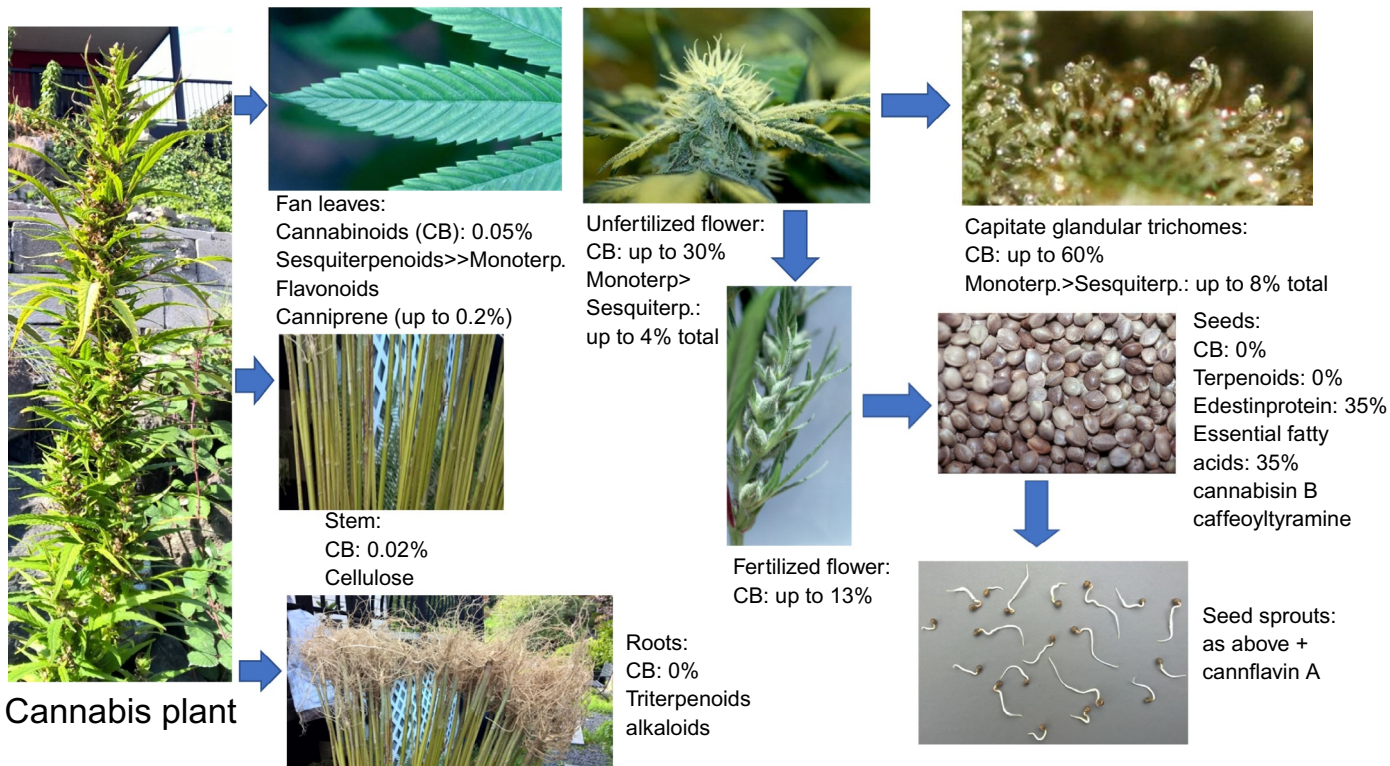 Cannabis plant
Fan leaves:
Cannabinoids (CB): 0.05%
Sesquiterpenoids>>Monoterp.
Flavonoids
Canniprene (up to 0.2%)
Stem:
CB: 0.02%
Cellulose
Roots:
CB: 0%
Triterpenoids
alkaloids
Unfertilized flower:
CB: up to 30%
Monoterp>
Sesquiterp.:
up to 4% total
Capitate glandular trichomes:
CB: up to 60%
Monoterp.>Sesquiterp.: up to 8% total
Fertilized flower:
CB: up to 13%
Seeds:
CB: 0%
Terpenoids: 0%
Edestinprotein: 35%
Essential fatty
acids: 35%
cannabisin B
caffeoyltyramine
Seed sprouts:
as above +
cannflavin A